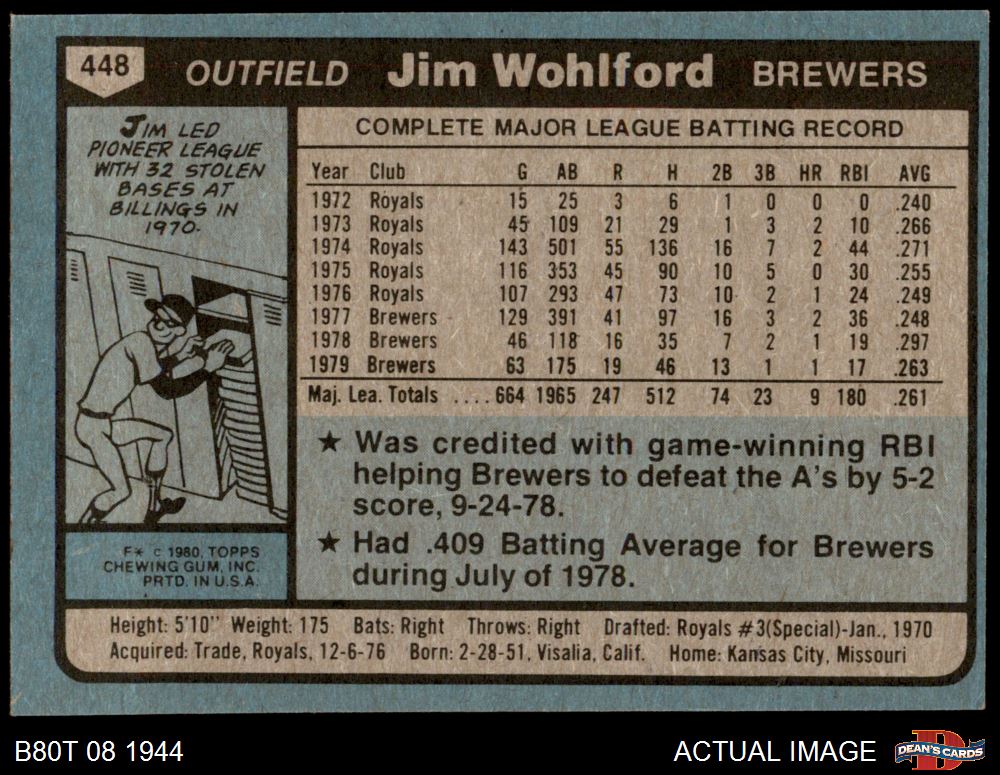 448 OUTFIELD Jim Wohlford BREWERS
JIM LED
PIONEER LEAGUE
WITH 32 STOLEN
BASES AT
BILLINGS IN
1970.
COMPLETE MAJOR LEAGUE BATTING RECORD
Year Club G AB R H 2B 3B HR RBI AVG
1972 Royals 15 25 3 6 1 0 0 0 .240
1973 Royals 45 109 21 29 1 3 2 10 .266
1974 Royals 143 501 55 136 16 7 2 44 .271
1975 Royals 116 353 45 90 10 5 0 30 .255
1976 Royals 107 293 47 73 10 2 1 24 .249
1977 Brewers 129 391 41 97 16 3 2 36 .248
1978 Brewers 46 118 16 35 7 2 1 19 .297
1979 Brewers 63 175 19 46 13 1 1 17 .263
Maj. Lea. Totals ....664 1965 247 512 74 23 9 180 .261
★ Was credited with game-winning RBI
helping Brewers to defeat the A's by 5-2
score, 9-24-78.
★ Had .409 Batting Average for Brewers
during July of 1978.
F* © 1980, TOPPS
CHEWING GUM, INC.
PRTD. IN U.S.A.
Height: 5'10" Weight: 175 Bats: Right Throws: Right Drafted: Royals #3(Special)-Jan., 1970
Acquired: Trade, Royals, 12-6-76 Born: 2-28-51, Visalia, Calif. Home: Kansas City, Missouri
B80T 08 1944
ACTUAL IMAGE
DEAN'S CARDS